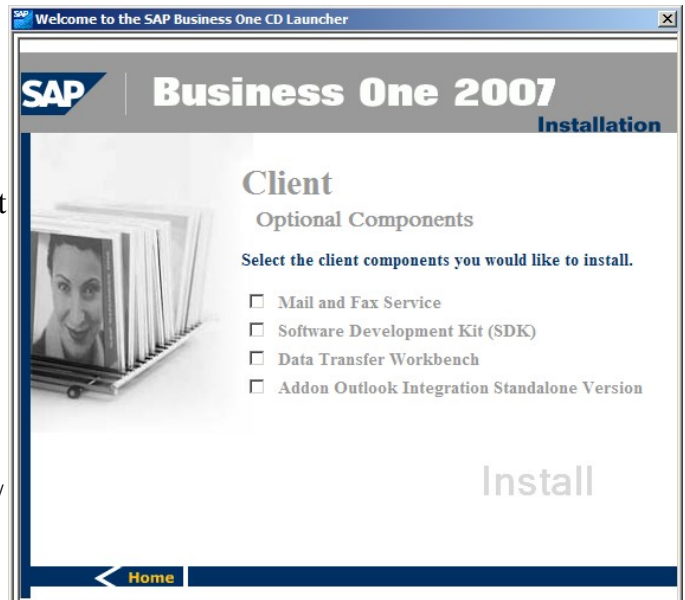 Welcome to the SAP Business One CD Launcher
SAP Business One 2007
Installation
Client
Optional Components
Select the client components you would like to install.
Mail and Fax Service
Software Development Kit (SDK)
Data Transfer Workbench
Addon Outlook Integration Standalone Version
Install
Home